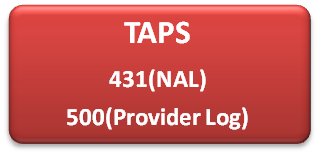 TAPS
431(NAL)
500(Provider Log)